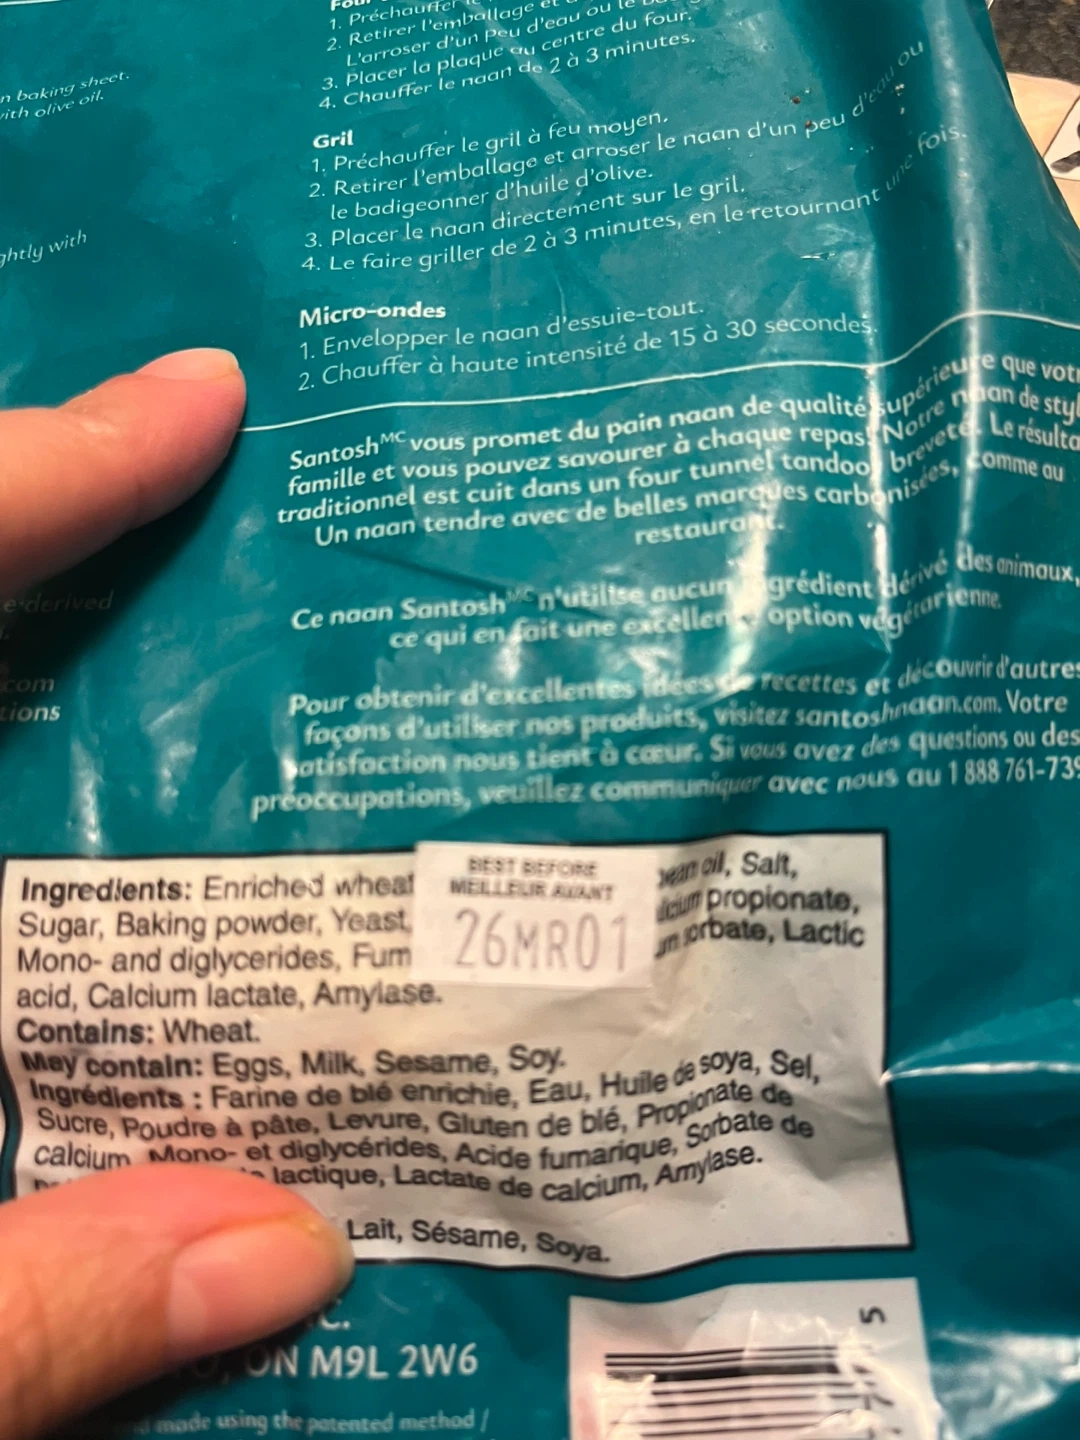 n baking sheet.
with olive oil.
ghtly with
e-derived
com
tions
Four
1. Préchauffer
2. Retirer l'emballage et
L'arroser d'un peu d'eau ou le
3. Placer la plaque au centre du four.
4. Chauffer le naan de 2 à 3 minutes.
Gril
1. Préchauffer le gril à feu moyen.
2. Retirer l'emballage et arroser le naan d'un peu d'eau ou
le badigeonner d'huile d'olive.
3. Placer le naan directement sur le gril.
4. Le faire griller de 2 à 3 minutes, en le retournant une fois.
Micro-ondes
1. Envelopper le naan d'essuie-tout.
2. Chauffer à haute intensité de 15 à 30 secondes.
Santosh MC vous promet du pain naan de qualité supérieure que votr
famille et vous pouvez savourer à chaque repas! Notre naan de styl
traditionnel est cuit dans un four tunnel tandoo breveté. Le résulta
Un naan tendre avec de belles marques carbonisées, comme au
restaurant.
Ce naan Santosh MC n'utilise aucun ingrédient dérivé des animaux,
ce qui en fait une excellente option végétarienne.
Pour obtenir d'excellentes idées de recettes et découvrir d'autres
façons d'utiliser nos produits, visitez santoshnaan.com. Votre
satisfaction nous tient à cœur. Si vous avez des questions ou des
préoccupations, veuillez communiquer avec nous au 1 888 761-739
Ingredients: Enriched wheat bean oil, Salt,
Sugar, Baking powder, Yeast, lcium propionate,
Mono- and diglycerides, Fum sorbate, Lactic
acid, Calcium lactate, Amylase.
BEST BEFORE
MEILLEUR AVANT
26MR01
Contains: Wheat.
May contain: Eggs, Milk, Sesame, Soy.
Ingrédients : Farine de blé enrichie, Eau, Huile de soya, Sel,
Sucre, Poudre à pâte, Levure, Gluten de blé, Propionate de
calcium, Mono- et diglycérides, Acide fumarique, Sorbate de
lactique, Lactate de calcium, Amylase.
Lait, Sésame, Soya.
C.
, ON M9L 2W6
made using the patented method /
5